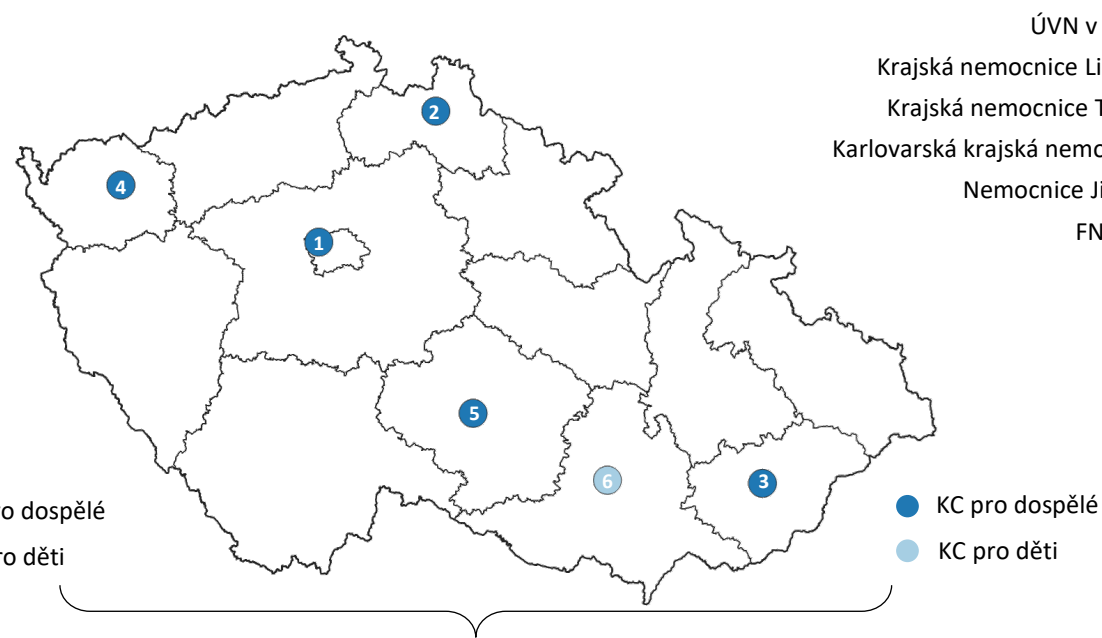 ÚVN v
Krajská nemocnice Li
Krajská nemocnice T
Karlovarská krajská nemo
Nemocnice Ji
FN
2
4
1
5
6
3
ro dospělé
ro děti
KC pro dospělé
KC pro děti